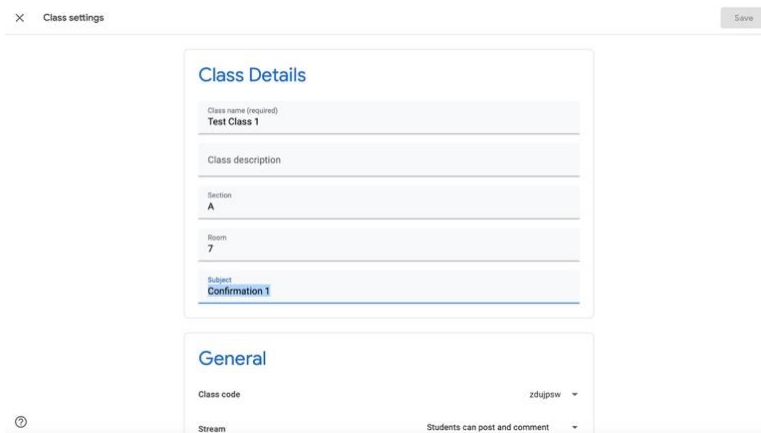 Class settings
Save
Class Details
Class name (required)
Test Class 1
Class description
Section
A
Room
7
Subject
Confirmation 1
General
Class code zdujpsw
Stream Students can post and comment